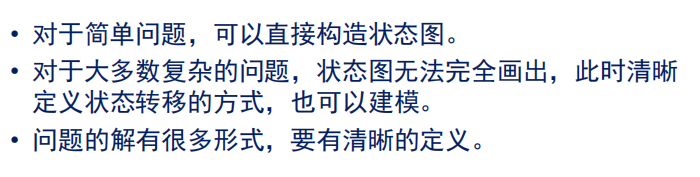 • 对于简单问题，可以直接构造状态图。
• 对于大多数复杂的问题，状态图无法完全画出，此时清晰
定义状态转移的方式，也可以建模。
• 问题的解有很多形式，要有清晰的定义。